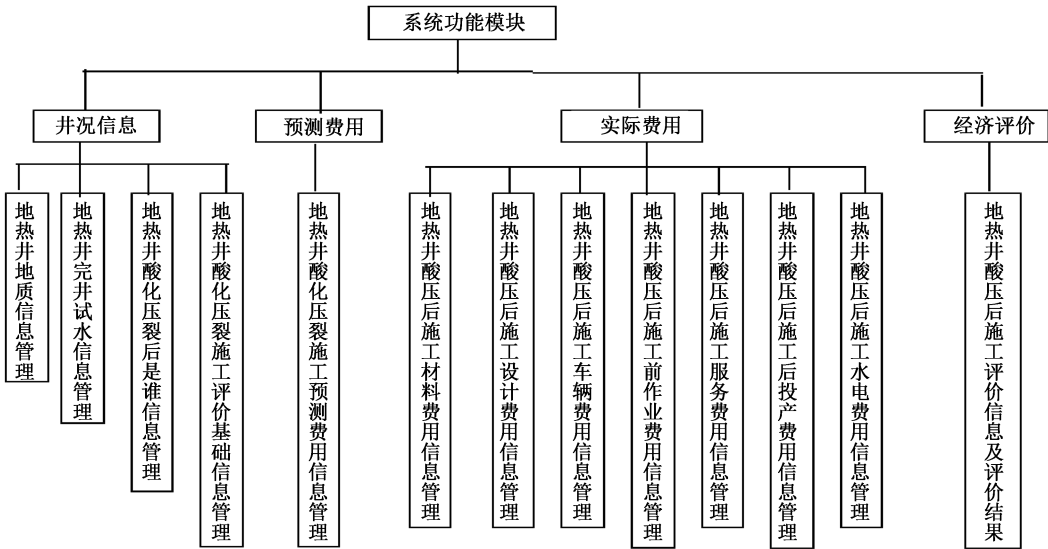 系统功能模块
井况信息
预测费用
实际费用
经济评价
地热井地质信息管理
地热井完井试水信息管理
地热井酸化压裂后是谁信息管理
地热井酸化压裂施工评价基础信息管理
地热井酸化压裂施工预测费用信息管理
地热井酸压后施工材料费用信息管理
地热井酸压后施工设计费用信息管理
地热井酸压后施工车辆费用信息管理
地热井酸压后施工前作业费用信息管理
地热井酸压后施工服务费用信息管理
地热井酸压后施工后投产费用信息管理
地热井酸压后施工水电费用信息管理
地热井酸压后施工评价信息及评价结果